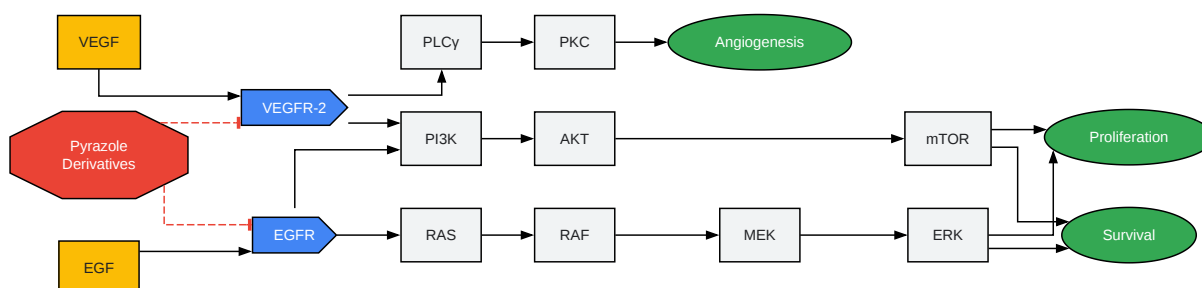 VEGF
PLCγ
PKC
Angiogenesis
VEGFR-2
Pyrazole
Derivatives
PI3K
AKT
mTOR
Proliferation
EGFR
RAS
RAF
MEK
ERK
Survival
EGF